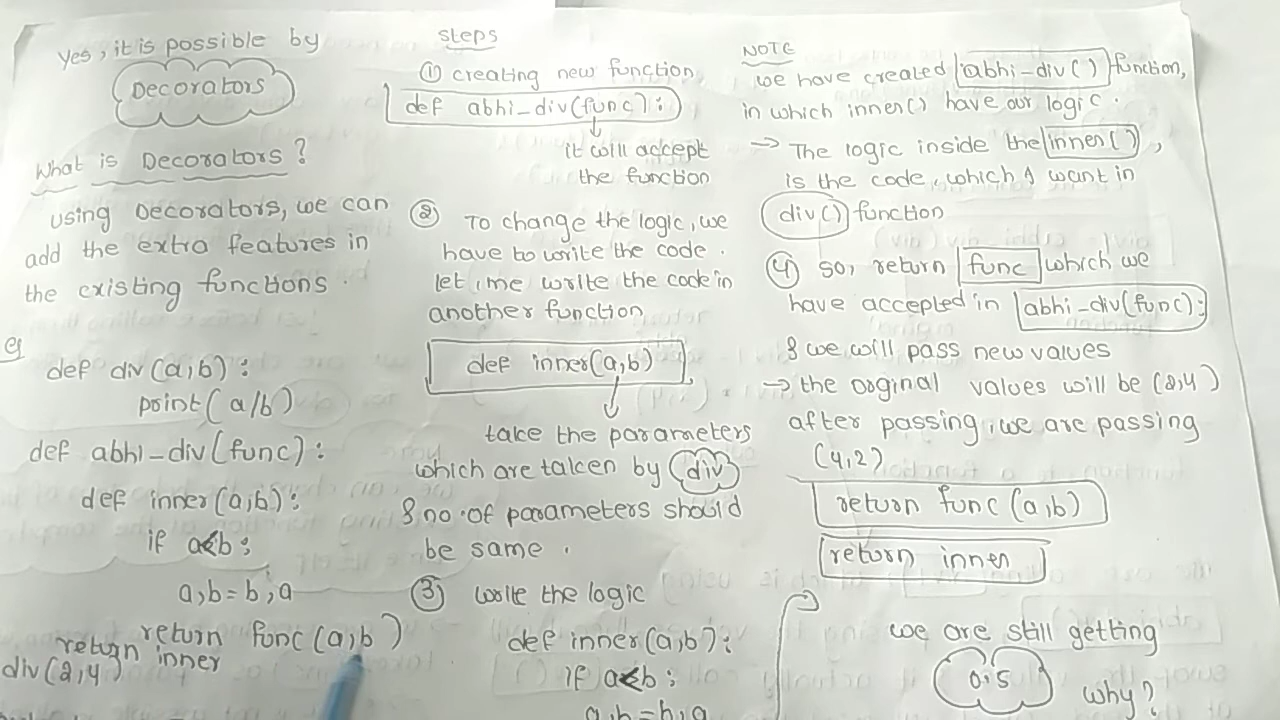 Yes, it is possible by
Decorators
What is Decorators?
using Decorators, we can
add the extra features in
the existing functions.
eg
def div(a,b):
print(a/b)
def abhi-div(func):
def inner(a,b):
if a<b:
a,b=b,a
return func(a,b)
return inner
div(2,4)
steps
① creating new function
def abhi-div(func):
it will accept
the function
② To change the logic, we
have to write the code.
let, me write the code in
another function
def inner(a,b)
take the parameters
which are taken by div
& no. of parameters should
be same.
③ write the logic
def inner(a,b):
if a<b:
a,b=b,a
NOTE
we have created abhi-div() function,
in which inner() have our logic.
→ The logic inside the inner(),
is the code, which I want in
div() function
④ so, return func which we
have accepted in abhi-div(func):
& we will pass new values
→ the orginal values will be (2,4)
after passing, we are passing
(4,2)
return func(a,b)
return inner
we are still getting
0.5 why?